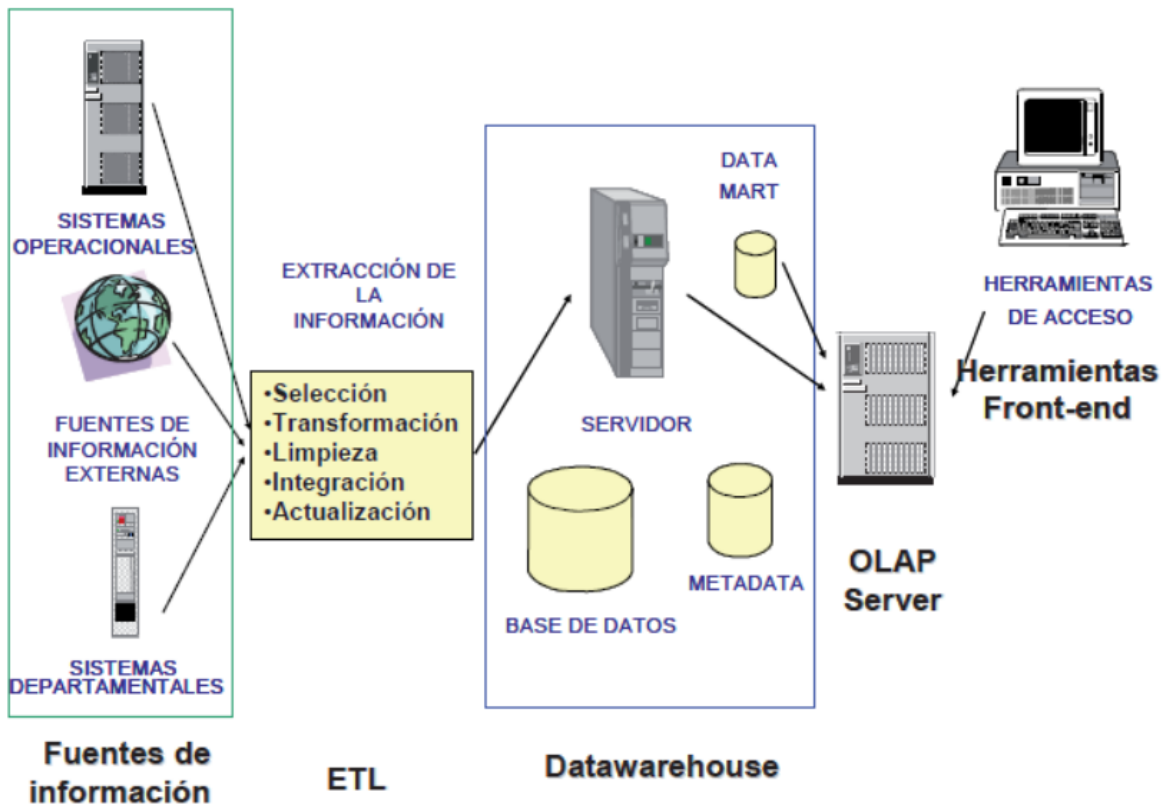 SISTEMAS
OPERACIONALES
FUENTES DE
INFORMACIÓN
EXTERNAS
SISTEMAS
DEPARTAMENTALES
Fuentes de
información
EXTRACCIÓN DE
LA
INFORMACIÓN
•Selección
•Transformación
•Limpieza
•Integración
•Actualización
ETL
DATA
MART
SERVIDOR
BASE DE DATOS
METADATA
Datawarehouse
OLAP
Server
HERRAMIENTAS
DE ACCESO
Herramientas
Front-end